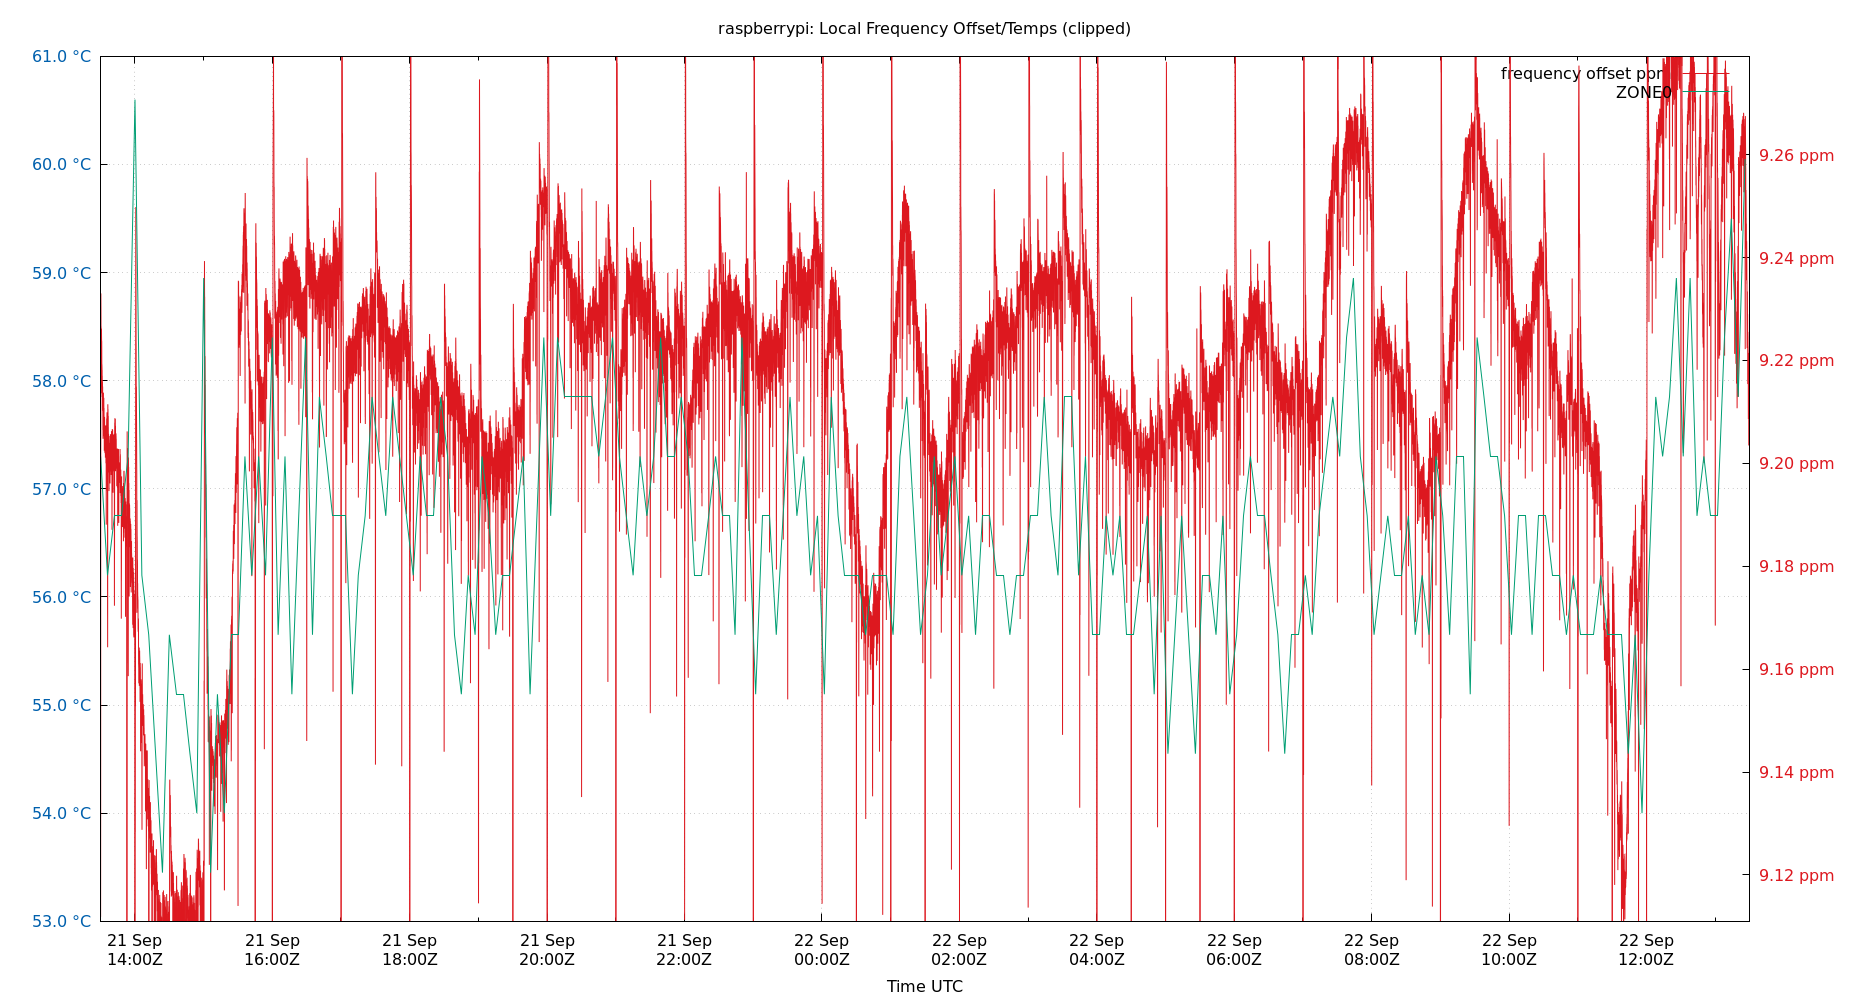 raspberrypi: Local Frequency Offset/Temps (clipped)
61.0 °C
60.0 °C
59.0 °C
58.0 °C
57.0 °C
56.0 °C
55.0 °C
54.0 °C
53.0 °C
frequency offset
ZONE0
9.26 ppm
9.24 ppm
9.22 ppm
9.20 ppm
9.18 ppm
9.16 ppm
9.14 ppm
9.12 ppm
21 Sep 21 Sep 21 Sep 21 Sep 21 Sep 22 Sep 22 Sep 22 Sep 22 Sep 22 Sep 22 Sep 22 Sep
14:00Z 16:00Z 18:00Z 20:00Z 22:00Z 00:00Z 02:00Z 04:00Z 06:00Z 08:00Z 10:00Z 12:00Z
Time UTC